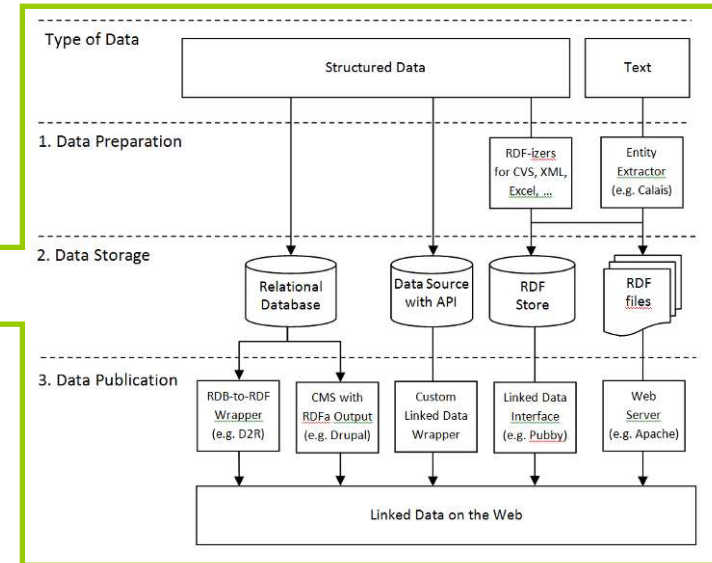 Type of Data
Structured Data
Text
1. Data Preparation
RDF-izers
for CVS, XML,
Excel, ...
Entity
Extractor
(e.g. Calais)
2. Data Storage
Relational
Database
Data Source
with API
RDF
Store
RDF
files
3. Data Publication
RDB-to-RDF
Wrapper
(e.g. D2R)
CMS with
RDFa Output
(e.g. Drupal)
Custom
Linked Data
Wrapper
Linked Data
Interface
(e.g. Pubby)
Web
Server
(e.g. Apache)
Linked Data on the Web